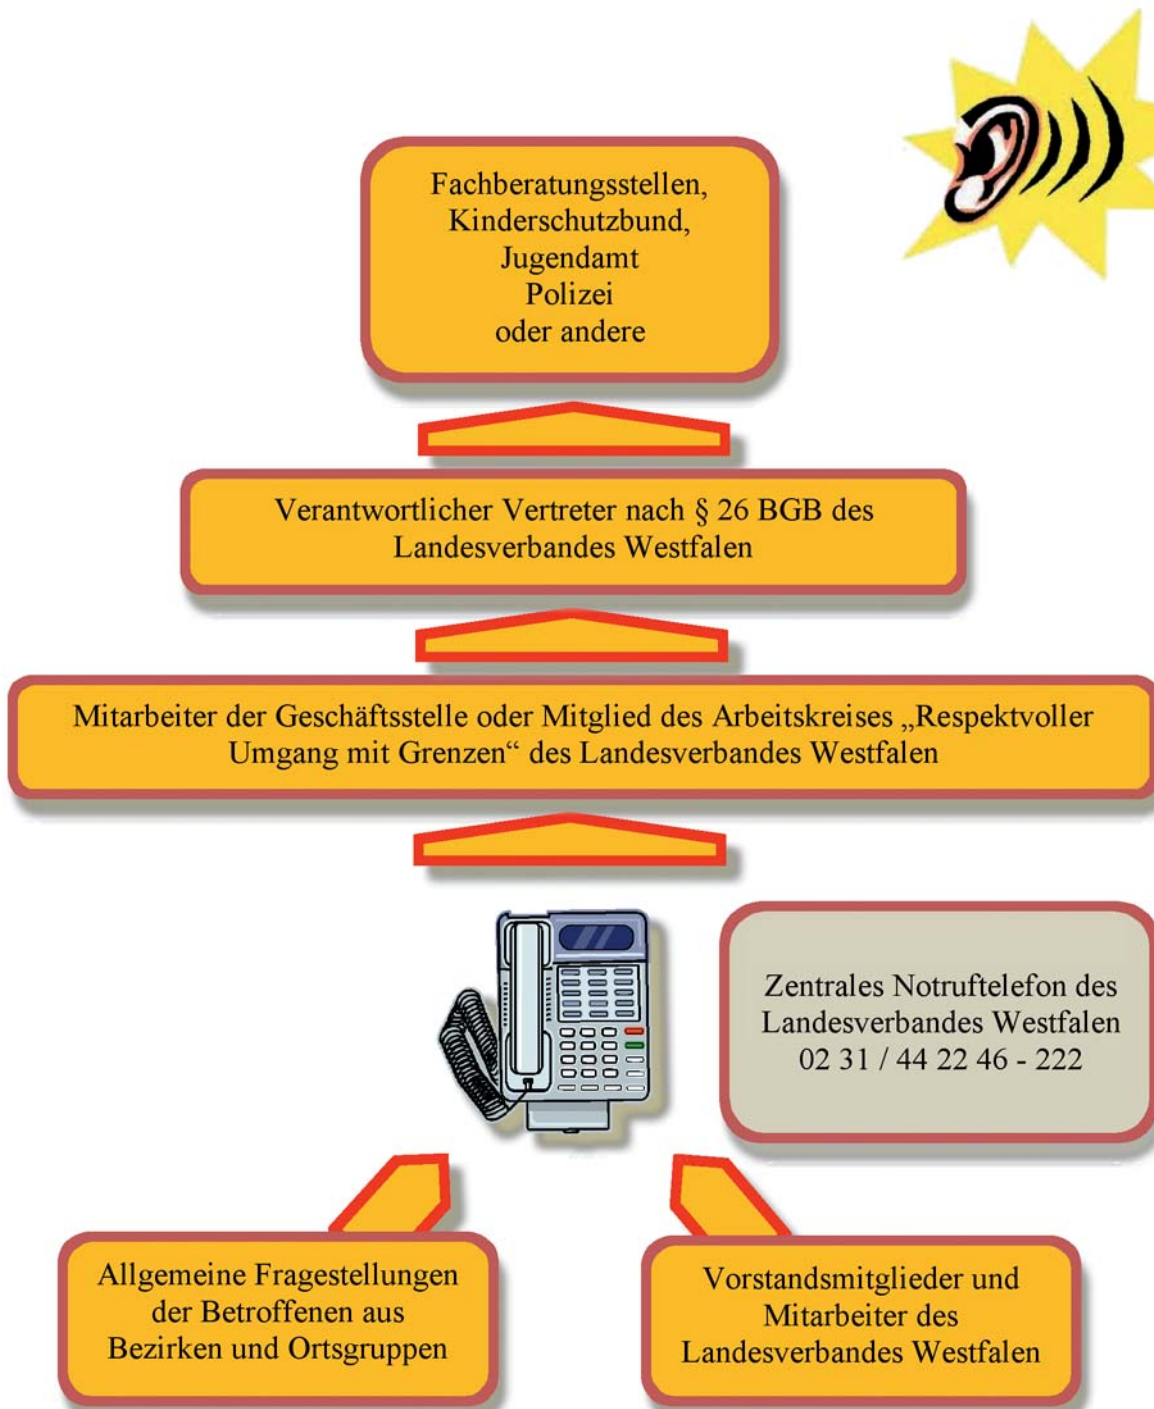 Fachberatungsstellen,
Kinderschutzbund,
Jugendamt
Polizei
oder andere
Verantwortlicher Vertreter nach § 26 BGB des
Landesverbandes Westfalen
Mitarbeiter der Geschäftsstelle oder Mitglied des Arbeitskreises „Respektvoller
Umgang mit Grenzen“ des Landesverbandes Westfalen
Zentrales Notruftelefon des
Landesverbandes Westfalen
02 31 / 44 22 46 - 222
Allgemeine Fragestellungen
der Betroffenen aus
Bezirken und Ortsgruppen
Vorstandsmitglieder und
Mitarbeiter des
Landesverbandes Westfalen